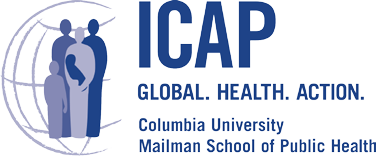 ICAP
GLOBAL. HEALTH. ACTION.
Columbia University
Mailman School of Public Health